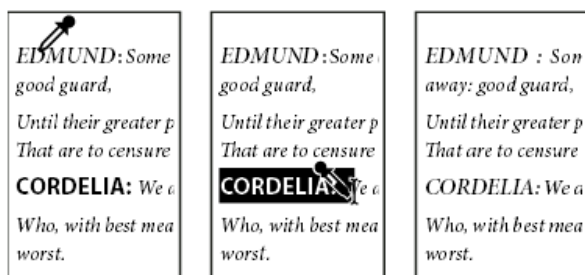 EDMUND: Some
good guard,
Until their greater p
That are to censure
CORDELIA: We
Who, with best mea
worst.
EDMUND :Some
good guard,
Until their greater p
That are to censure
CORDELIA: We
Who, with best mea
worst.
EDMUND : Som
away: good guard,
Until their greater p
That are to censure
CORDELIA: We a
Who, with best mea
worst.